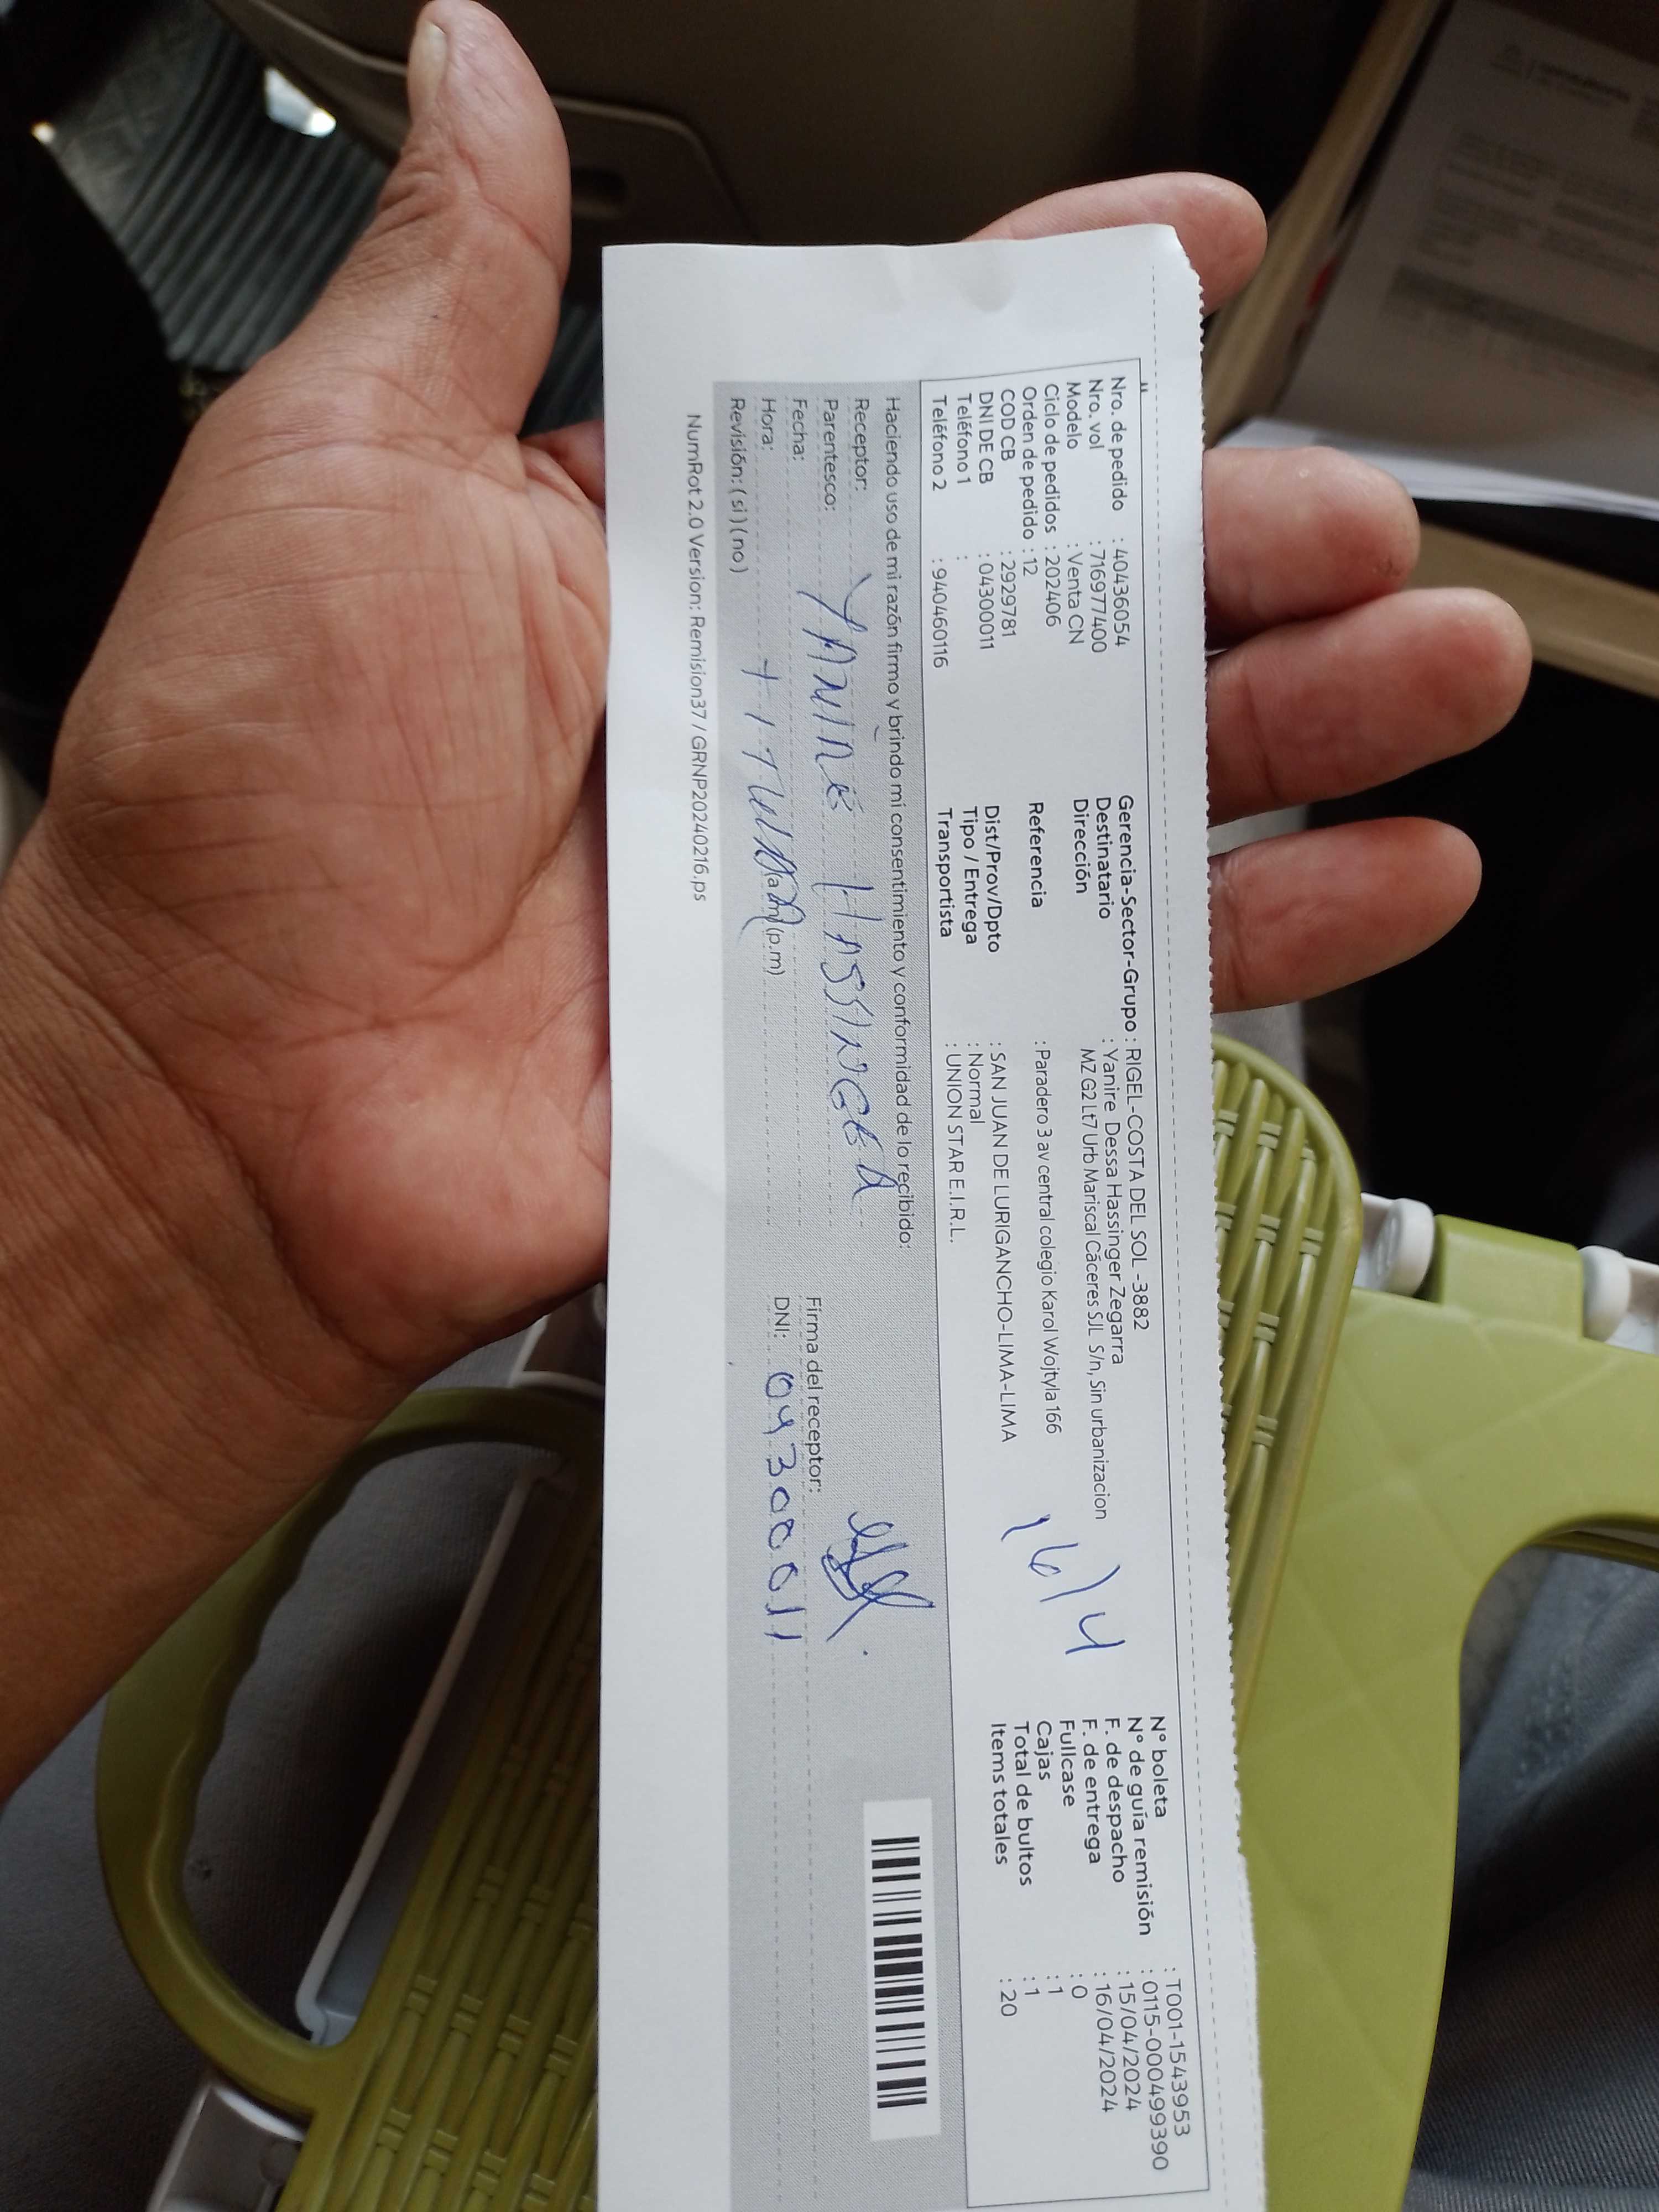 Nro. de pedido : 40436054
Nro. vol : 716977400
Modelo : Venta CN
Ciclo de pedidos : 202406
Orden de pedido : 12
COD CB : 2929781
DNI DE CB : 04300011
Teléfono 1 :
Teléfono 2 : 940460116
Gerencia-Sector-Grupo : RIGEL-COSTA DEL SOL -3882
Destinatario : Yanire Dessa Hassinger Zegarra
Dirección MZ G2 Lt7 Urb Mariscal Cáceres SJL S/n, Sin urbanizacion
Referencia : Paradero 3 av central colegio Karol Wojtyla 166
Dist/Prov/Dpto : SAN JUAN DE LURIGANCHO-LIMA-LIMA
Tipo / Entrega : Normal
Transportista : UNION STAR E.I.R.L.
16/4
N° boleta : T001-1543953
N° de guía remisión : 0115-000499390
F. de despacho : 15/04/2024
F. de entrega : 16/04/2024
Fullcase : 0
Cajas : 1
Total de bultos : 1
Items totales : 20
Haciendo uso de mi razón firmo y brindo mi consentimiento y conformidad de lo recibido:
Receptor:
Parentesco:
Fecha:
Hora: (a.m) (p.m)
Revisión: (si) (no)
Firma del receptor:
DNI: 04300011
NumRot 2.0 Version: Remision37 / GRNP20240216.ps